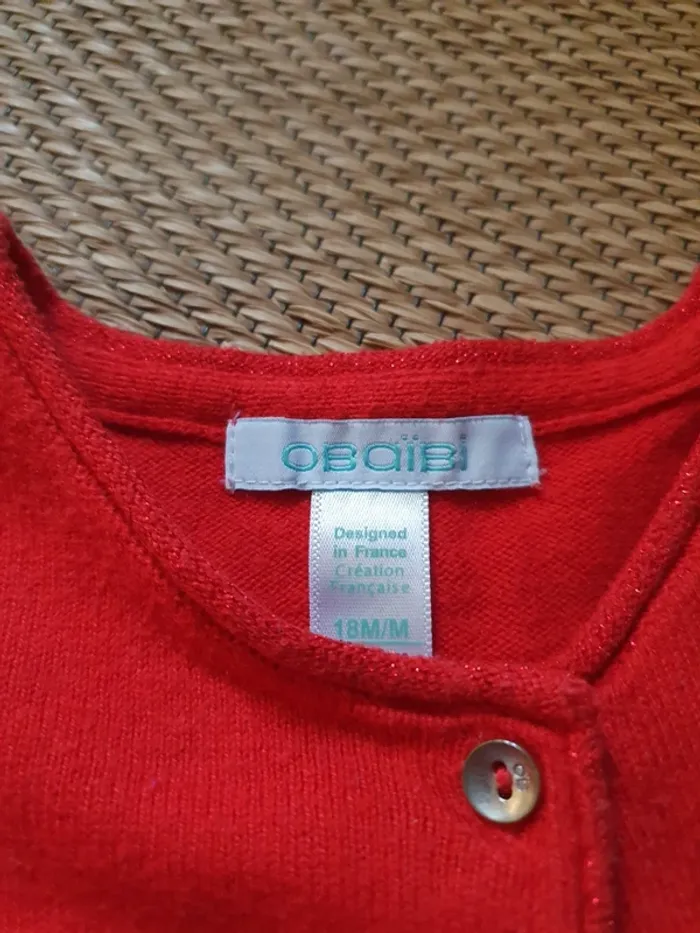 OBaïBi
Designed
in France
Création
Française
18M/M